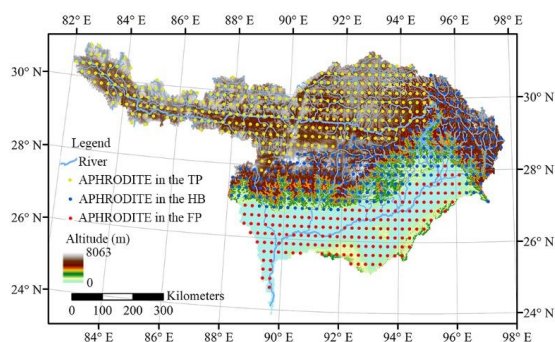 82° E 84° E 86° E 88° E 90° E 92° E 94° E 96° E 98° E
30° N
30° N
28° N
28° N
26° N
26° N
24° N
24° N
Legend
River
APHRODITE in the TP
APHRODITE in the HB
APHRODITE in the FP
Altitude (m)
8063
0
Kilometers
0 100 200 300
84° E 86° E 88° E 90° E 92° E 94° E 96° E 98° E